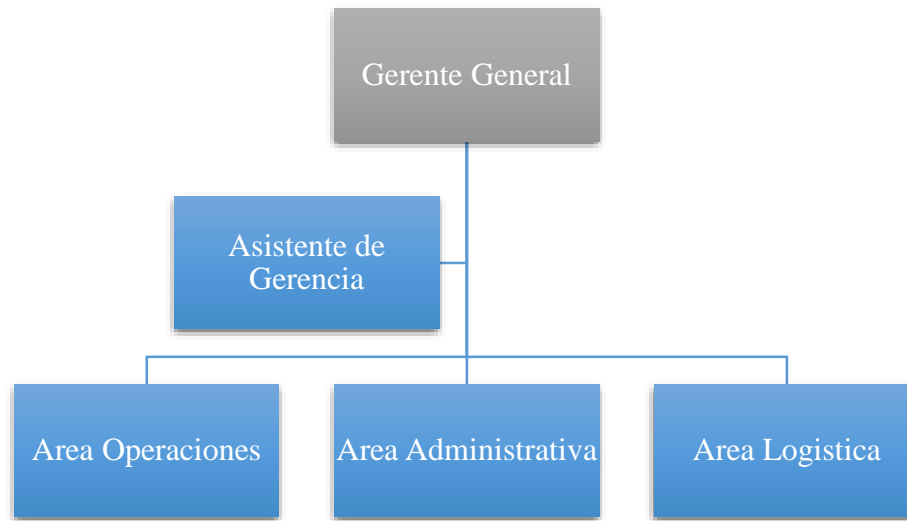 Gerente General
Asistente de
Gerencia
Area Operaciones
Area Administrativa
Area Logistica